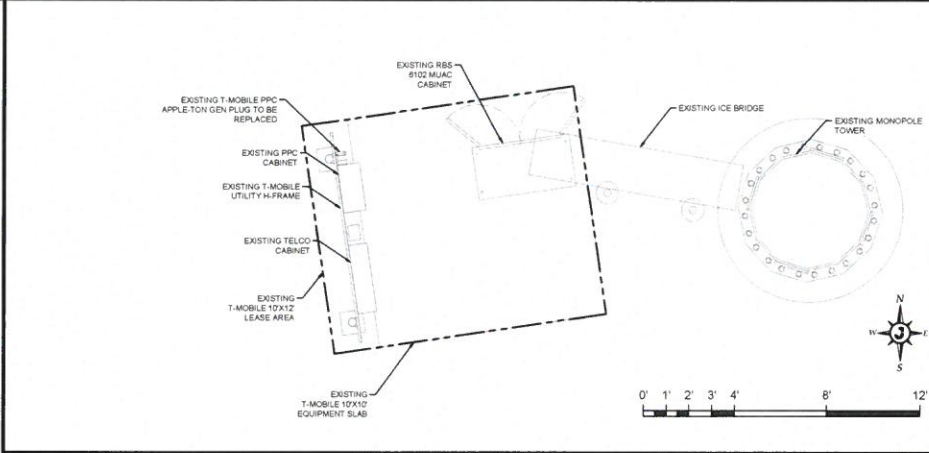 EXISTING RBS
6102 MUAC
CABINET
EXISTING T-MOBILE PPC
APPLE-TON GEN PLUG TO BE
REPLACED
EXISTING ICE BRIDGE
EXISTING MONOPOLE
TOWER
EXISTING PPC
CABINET
EXISTING T-MOBILE
UTILITY H-FRAME
EXISTING TELCO
CABINET
EXISTING
T-MOBILE 10'X12'
LEASE AREA
EXISTING
T-MOBILE 10'X10'
EQUIPMENT SLAB
N
W E
S
0' 1' 2' 3' 4' 8' 12'